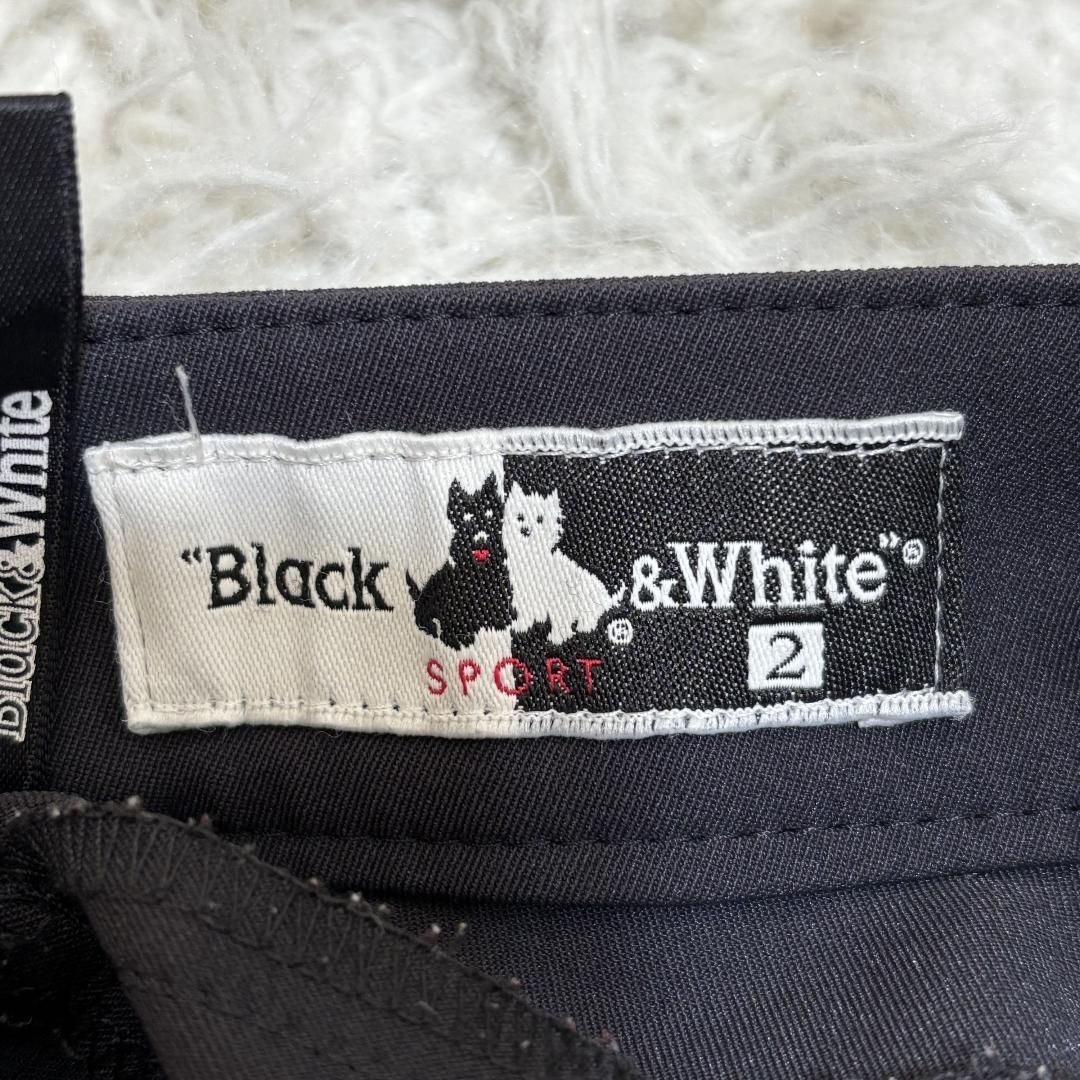 "Black & White"®
®
SPORT
2
Black & White